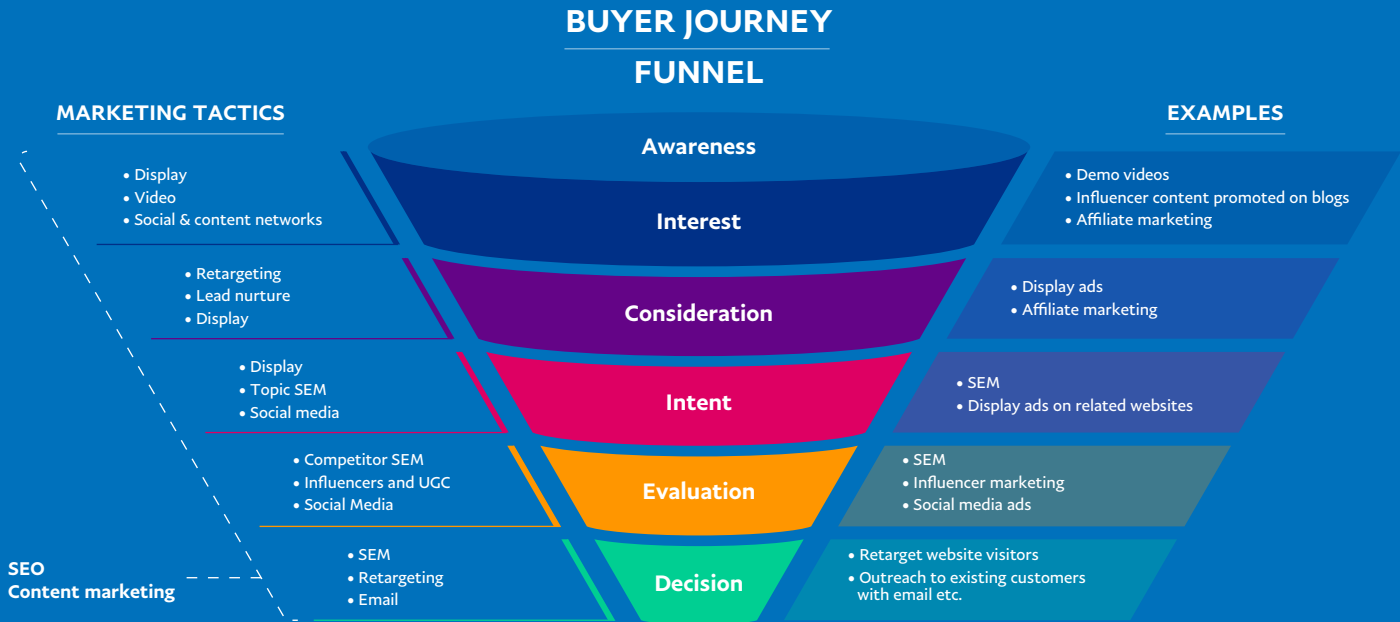 BUYER JOURNEY
FUNNEL
MARKETING TACTICS
EXAMPLES
Awareness
• Display
• Video
• Social & content networks
Interest
• Demo videos
• Influencer content promoted on blogs
• Affiliate marketing
• Retargeting
• Lead nurture
• Display
Consideration
• Display ads
• Affiliate marketing
• Display
• Topic SEM
• Social media
Intent
• SEM
• Display ads on related websites
• Competitor SEM
• Influencers and UGC
• Social Media
Evaluation
• SEM
• Influencer marketing
• Social media ads
SEO
Content marketing
• SEM
• Retargeting
• Email
Decision
• Retarget website visitors
• Outreach to existing customers
with email etc.